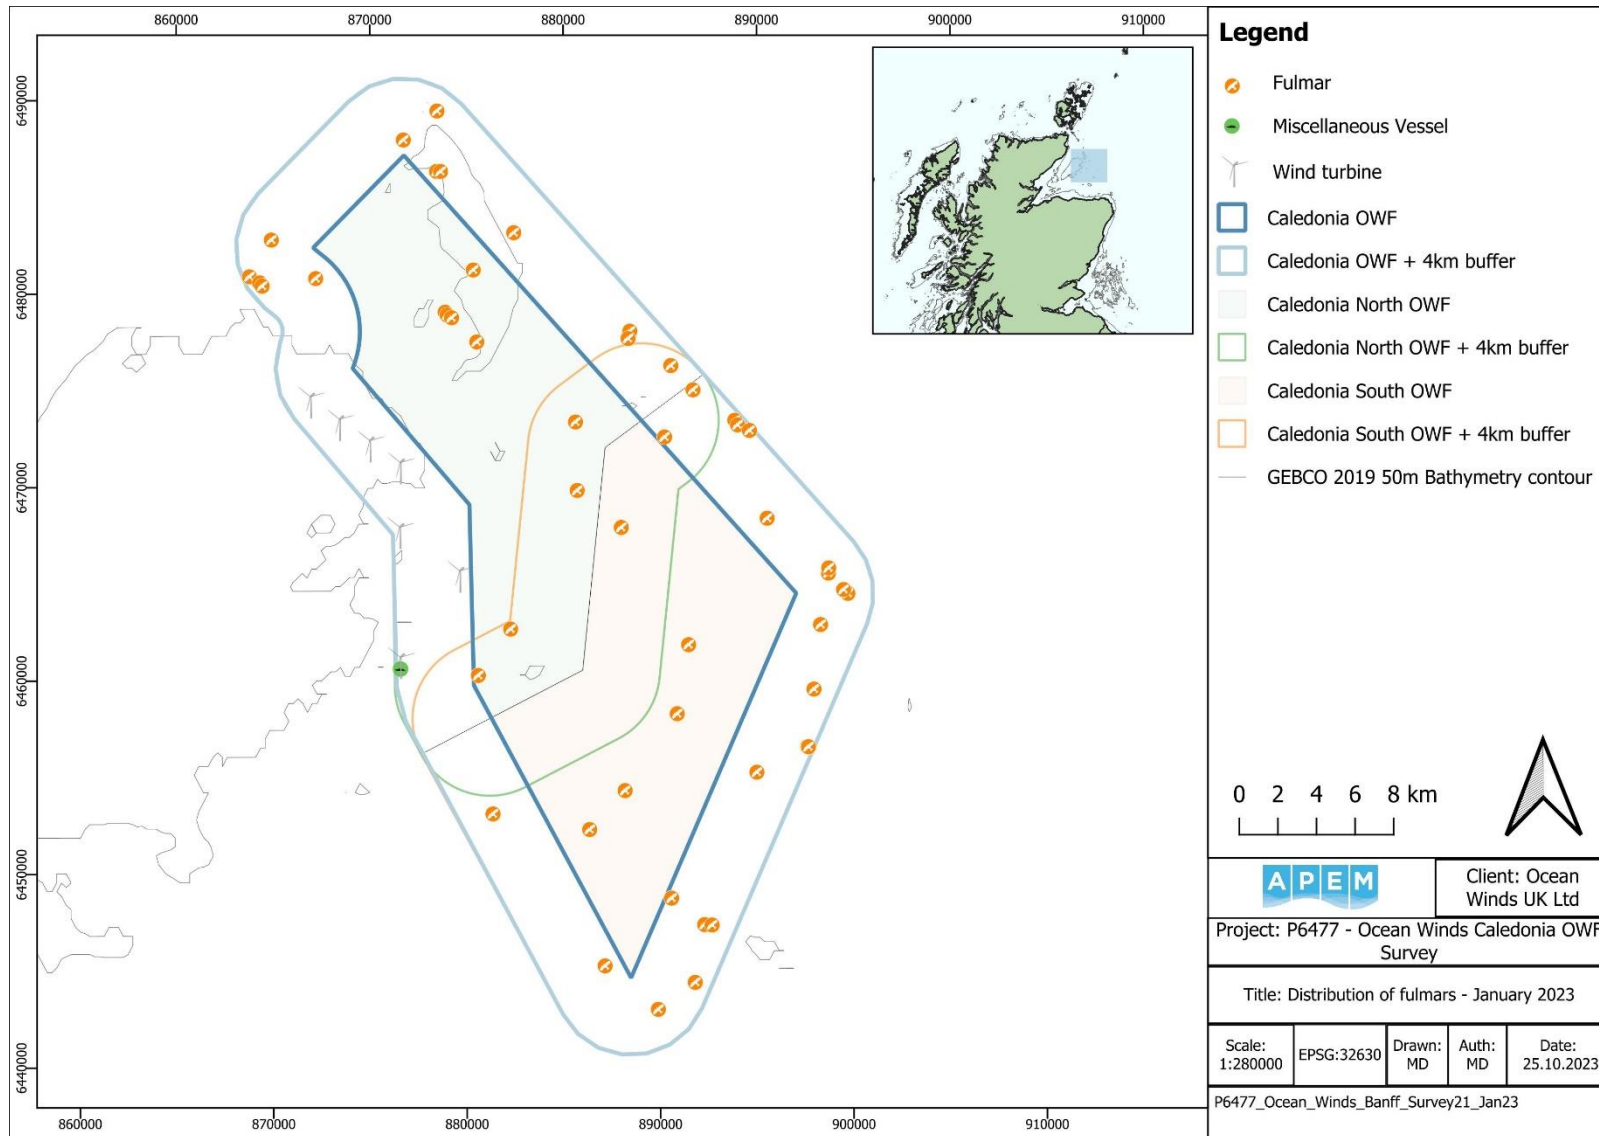 860000 870000 880000 890000 900000 910000
6490000
6480000
6470000
6460000
6450000
6440000
860000 870000 880000 890000 900000 910000
Legend
Fulmar
Miscellaneous Vessel
Wind turbine
Caledonia OWF
Caledonia OWF + 4km buffer
Caledonia North OWF
Caledonia North OWF + 4km buffer
Caledonia South OWF
Caledonia South OWF + 4km buffer
GEBCO 2019 50m Bathymetry contour
0 2 4 6 8 km
APEM
Client: Ocean
Winds UK Ltd
Project: P6477 - Ocean Winds Caledonia OWF
Survey
Title: Distribution of fulmars - January 2023
Scale:
1:280000
EPSG:32630
Drawn:
MD
Auth:
MD
Date:
25.10.2023
P6477_Ocean_Winds_Banff_Survey21_Jan23